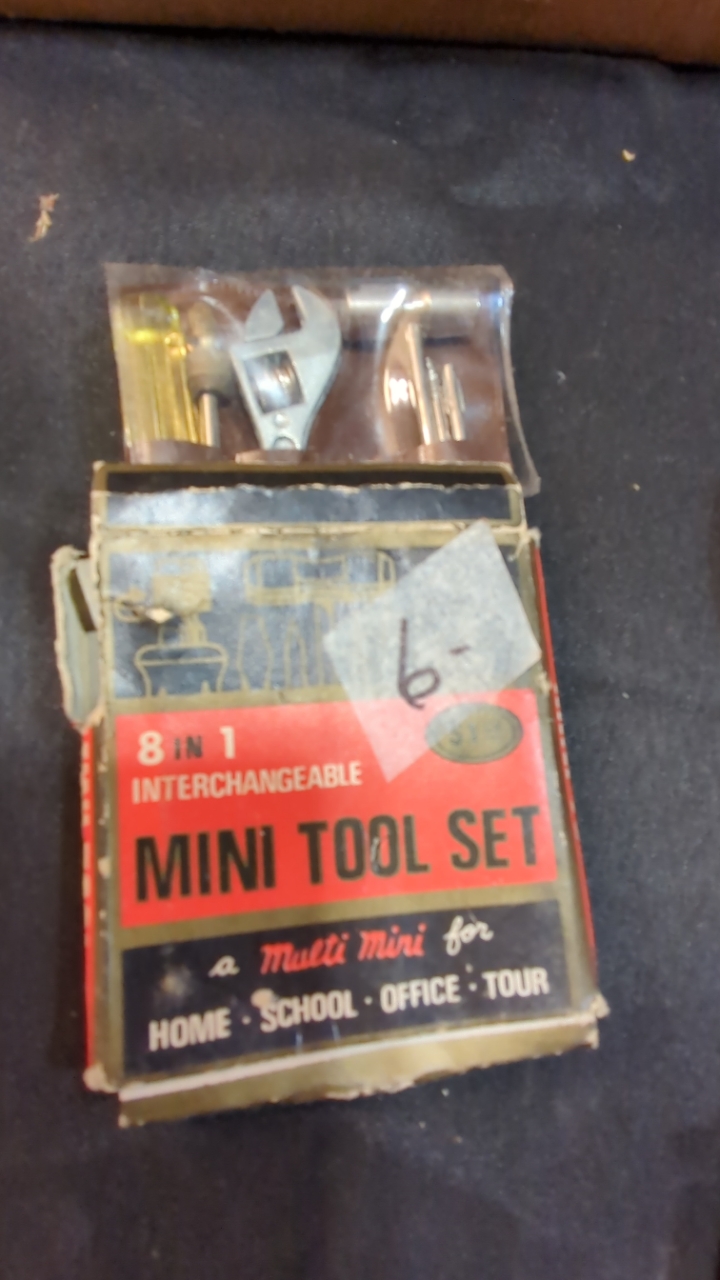 6-
8 IN 1
INTERCHANGEABLE
MINI TOOL SET
a Multi Mini for
HOME · SCHOOL · OFFICE · TOUR